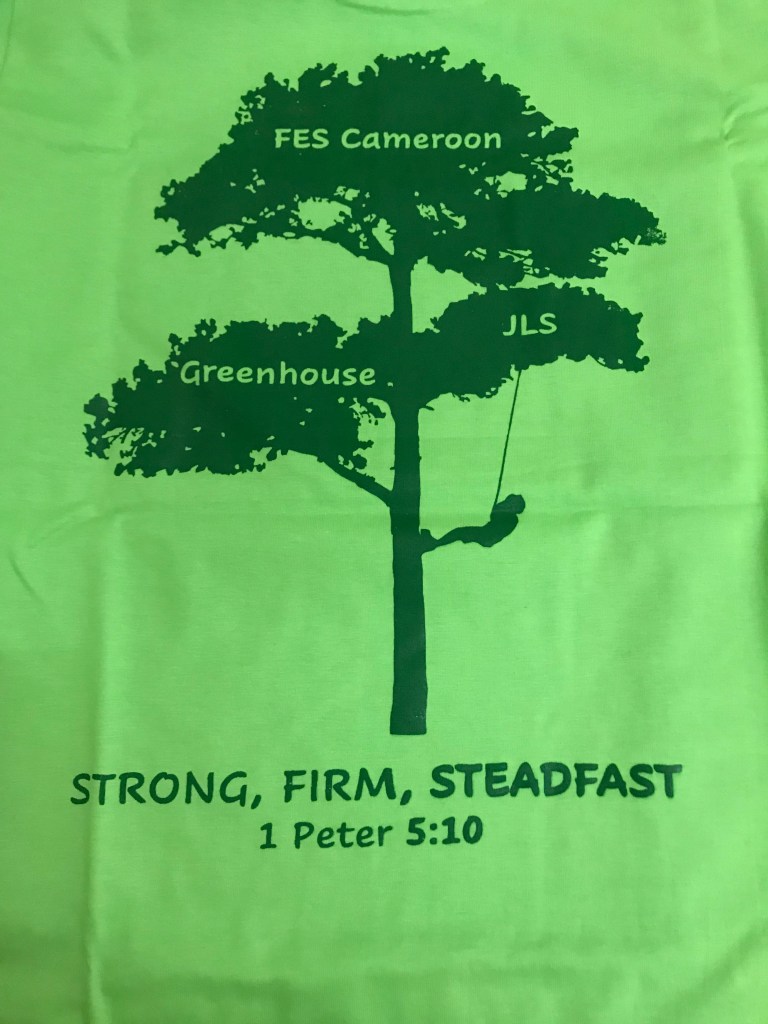 FES Cameroon
JLS
Greenhouse
STRONG, FIRM, STEADFAST
1 Peter 5:10